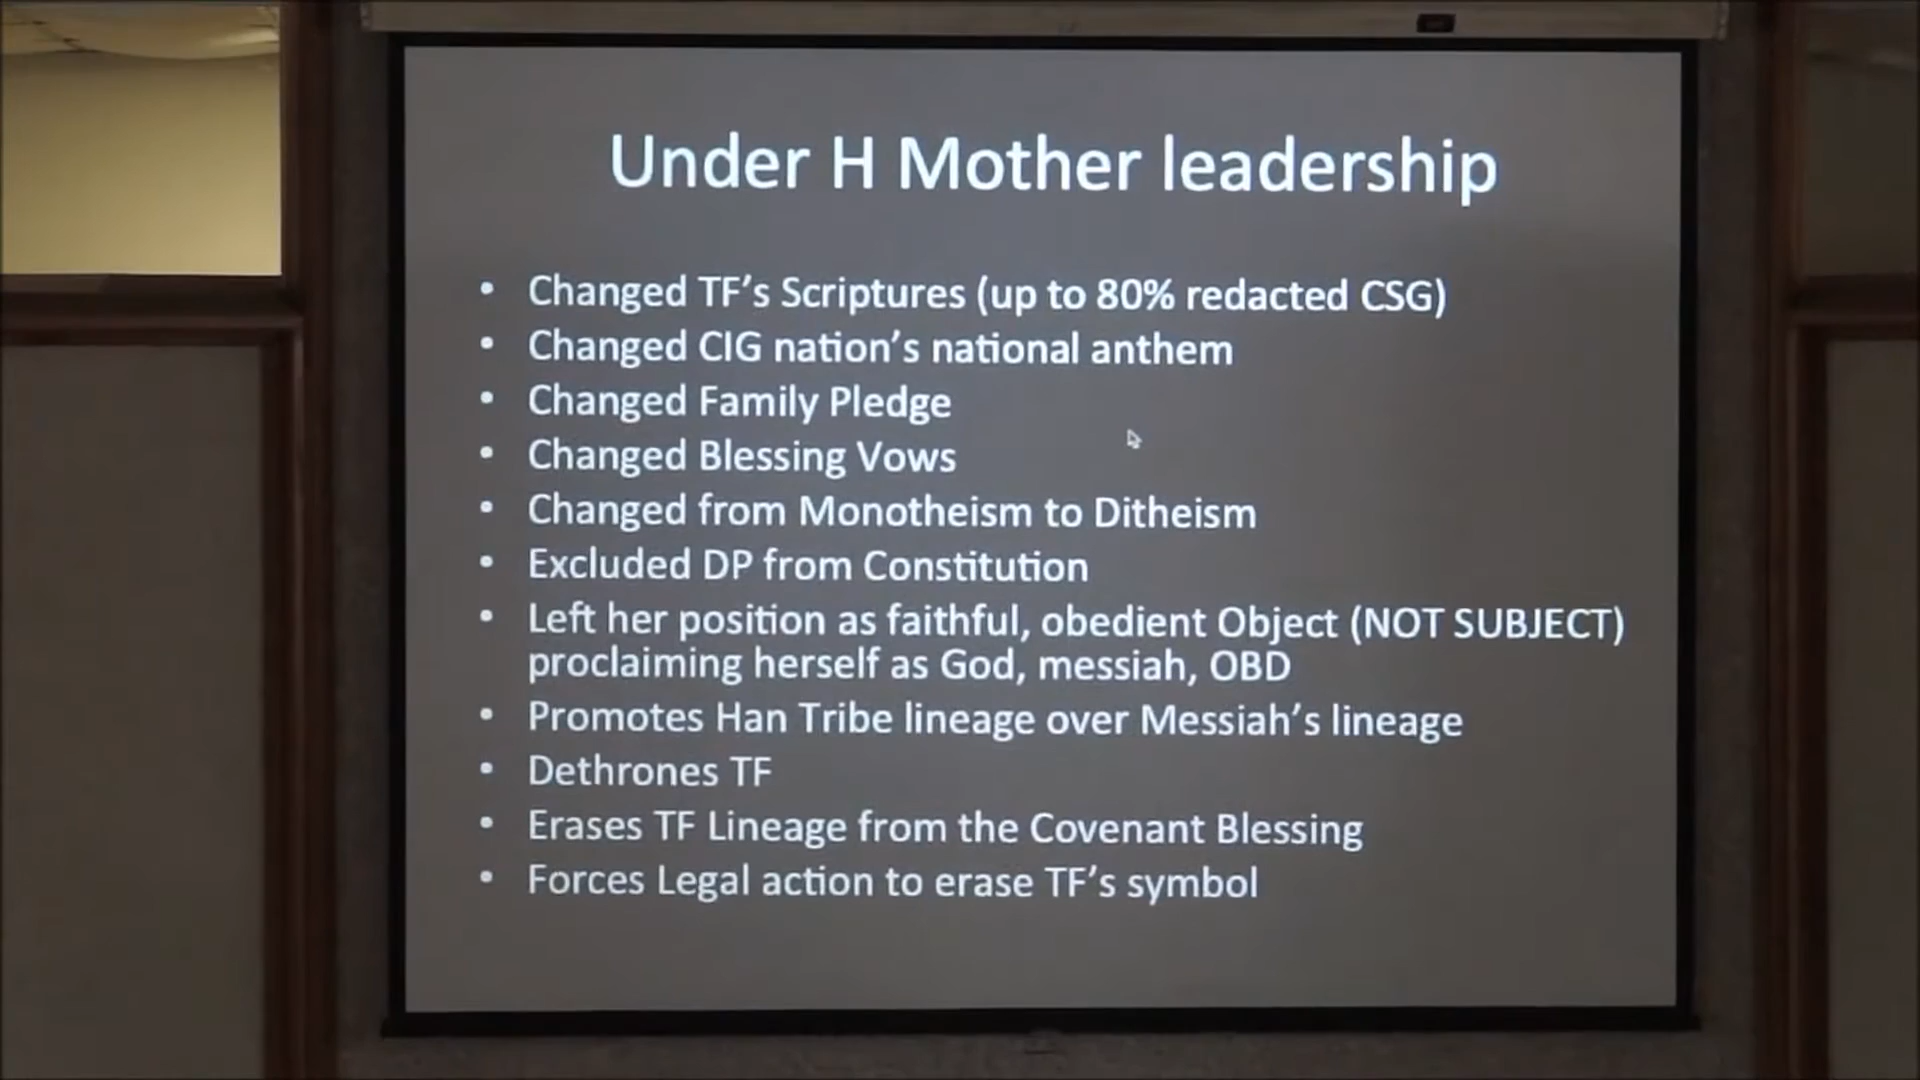 Under H Mother leadership
• Changed TF's Scriptures (up to 80% redacted CSG)
• Changed CIG nation's national anthem
• Changed Family Pledge
• Changed Blessing Vows
• Changed from Monotheism to Ditheism
• Excluded DP from Constitution
• Left her position as faithful, obedient Object (NOT SUBJECT)
proclaiming herself as God, messiah, OBD
• Promotes Han Tribe lineage over Messiah's lineage
• Dethrones TF
• Erases TF Lineage from the Covenant Blessing
• Forces Legal action to erase TF's symbol